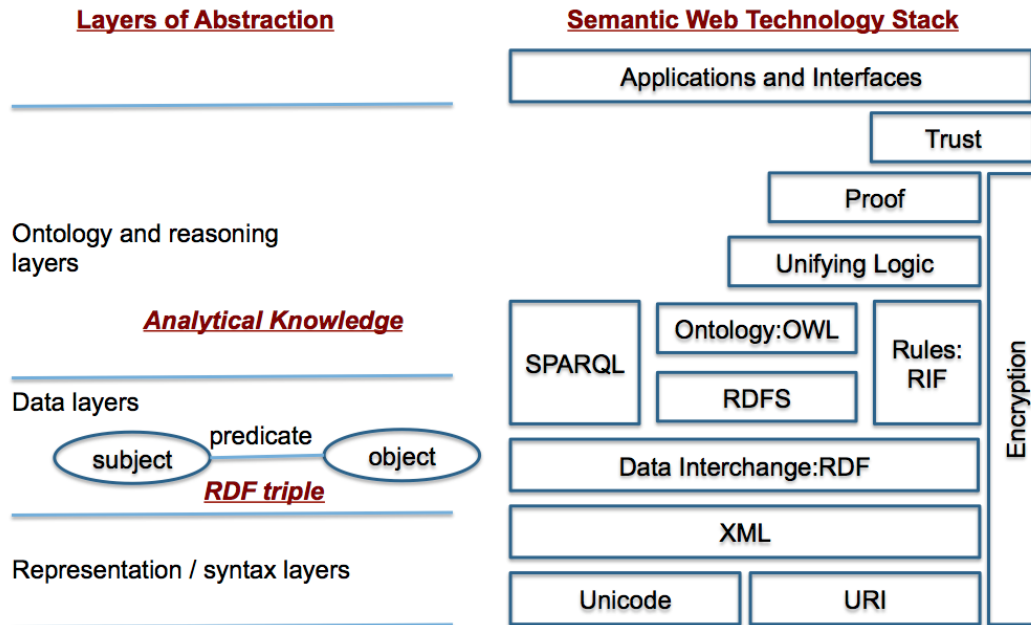 Layers of Abstraction
Ontology and reasoning
layers
Analytical Knowledge
Data layers
predicate
subject
object
RDF triple
Representation / syntax layers
Semantic Web Technology Stack
Applications and Interfaces
Trust
Proof
Unifying Logic
SPARQL
Ontology:OWL
RDFS
Rules:
RIF
Encryption
Data Interchange:RDF
XML
Unicode
URI